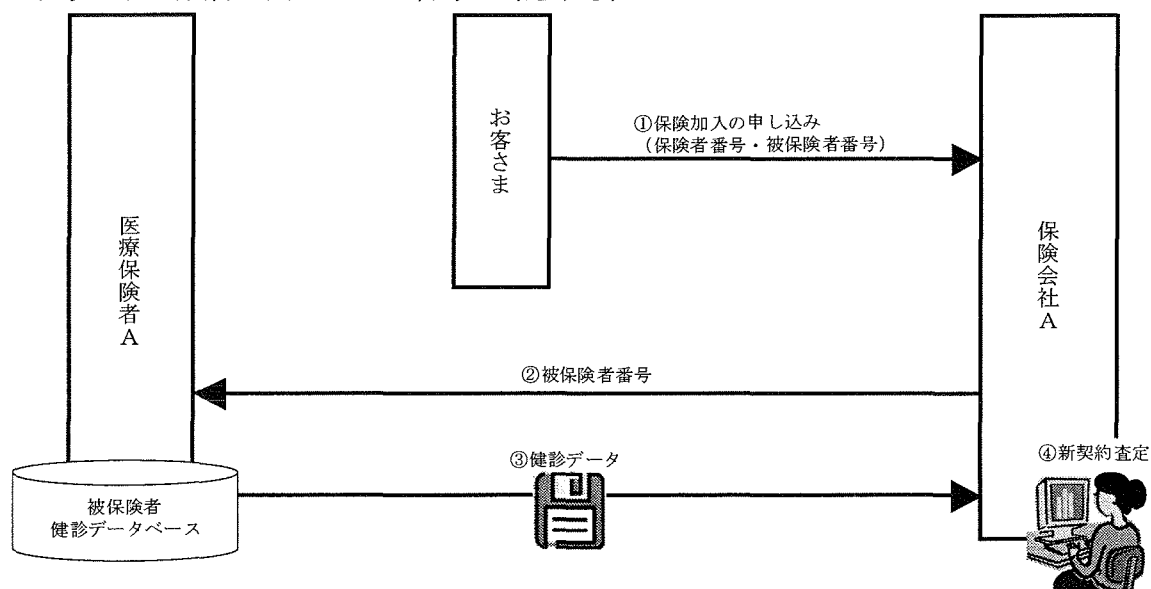 お客さま
①保険加入の申し込み
(保険者番号・被保険者番号)
医療保険者A
保険会社A
②被保険者番号
③健診データ
④新契約査定
被保険者
健診データベース